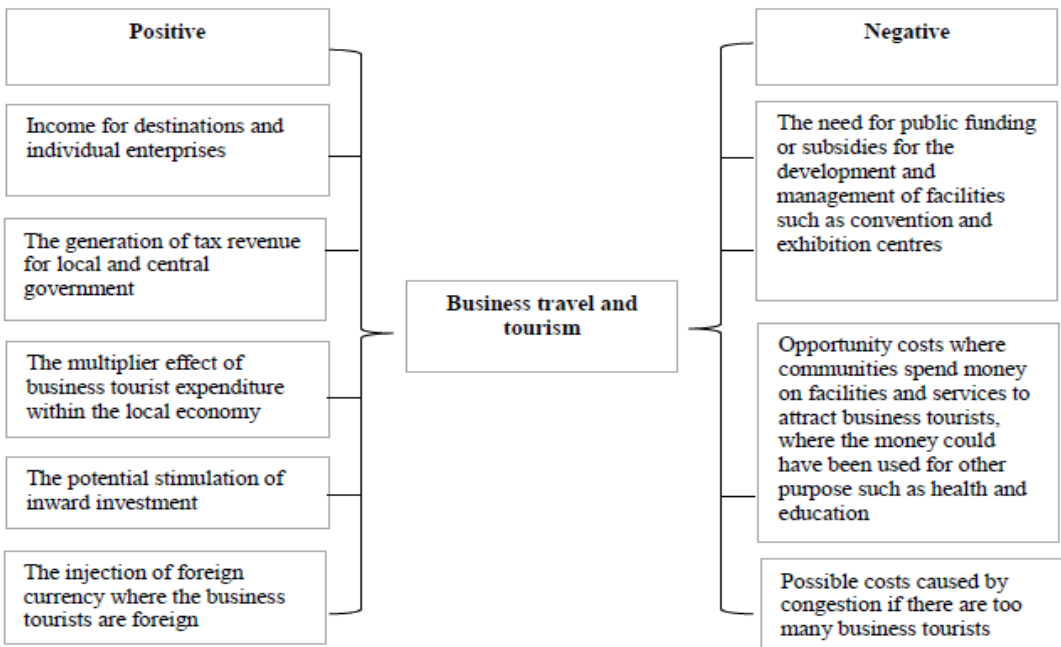 Positive
Income for destinations and
individual enterprises
The generation of tax revenue
for local and central
government
The multiplier effect of
business tourist expenditure
within the local economy
The potential stimulation of
inward investment
The injection of foreign
currency where the business
tourists are foreign
Business travel and
tourism
Negative
The need for public funding
or subsidies for the
development and
management of facilities
such as convention and
exhibition centres
Opportunity costs where
communities spend money
on facilities and services to
attract business tourists,
where the money could
have been used for other
purpose such as health and
education
Possible costs caused by
congestion if there are too
many business tourists